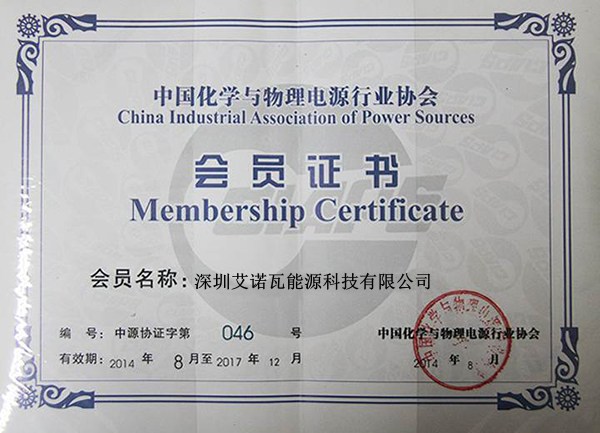 中国化学与物理电源行业协会
China Industrial Association of Power Sources
会员证书
Membership Certificate
会员名称：深圳艾诺瓦能源科技有限公司
编 号：中源协证字第 046 号
中国化学与物理电源行业协会
有效期：2014 年 8 月至 2017 年 12 月
2014 年 8 月
CIAPS